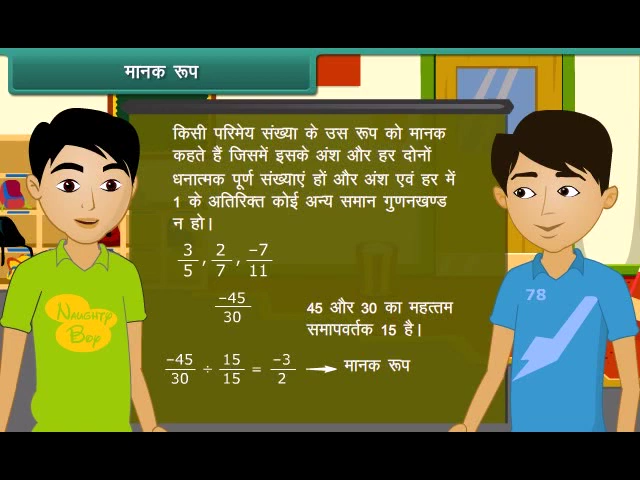 मानक रूप
किसी परिमेय संख्या के उस रूप को मानक
कहते हैं जिसमें इसके अंश और हर दोनों
धनात्मक पूर्ण संख्याएं हों और अंश एवं हर में
1 के अतिरिक्त कोई अन्य समान गुणनखण्ड
न हो।
3/5, 2/7, −7/11
−45/30
45 और 30 का महत्तम
समापवर्तक 15 है।
−45/30 ÷ 15/15 = −3/2 → मानक रूप
NAUGHTY
BOY
78